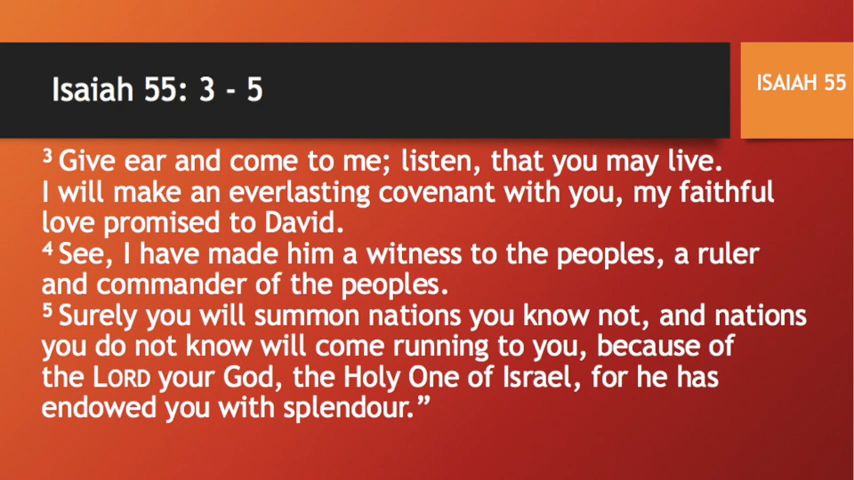 Isaiah 55: 3 - 5
ISAIAH 55
³ Give ear and come to me; listen, that you may live.
I will make an everlasting covenant with you, my faithful
love promised to David.
⁴ See, I have made him a witness to the peoples, a ruler
and commander of the peoples.
⁵ Surely you will summon nations you know not, and nations
you do not know will come running to you, because of
the LORD your God, the Holy One of Israel, for he has
endowed you with splendour.”